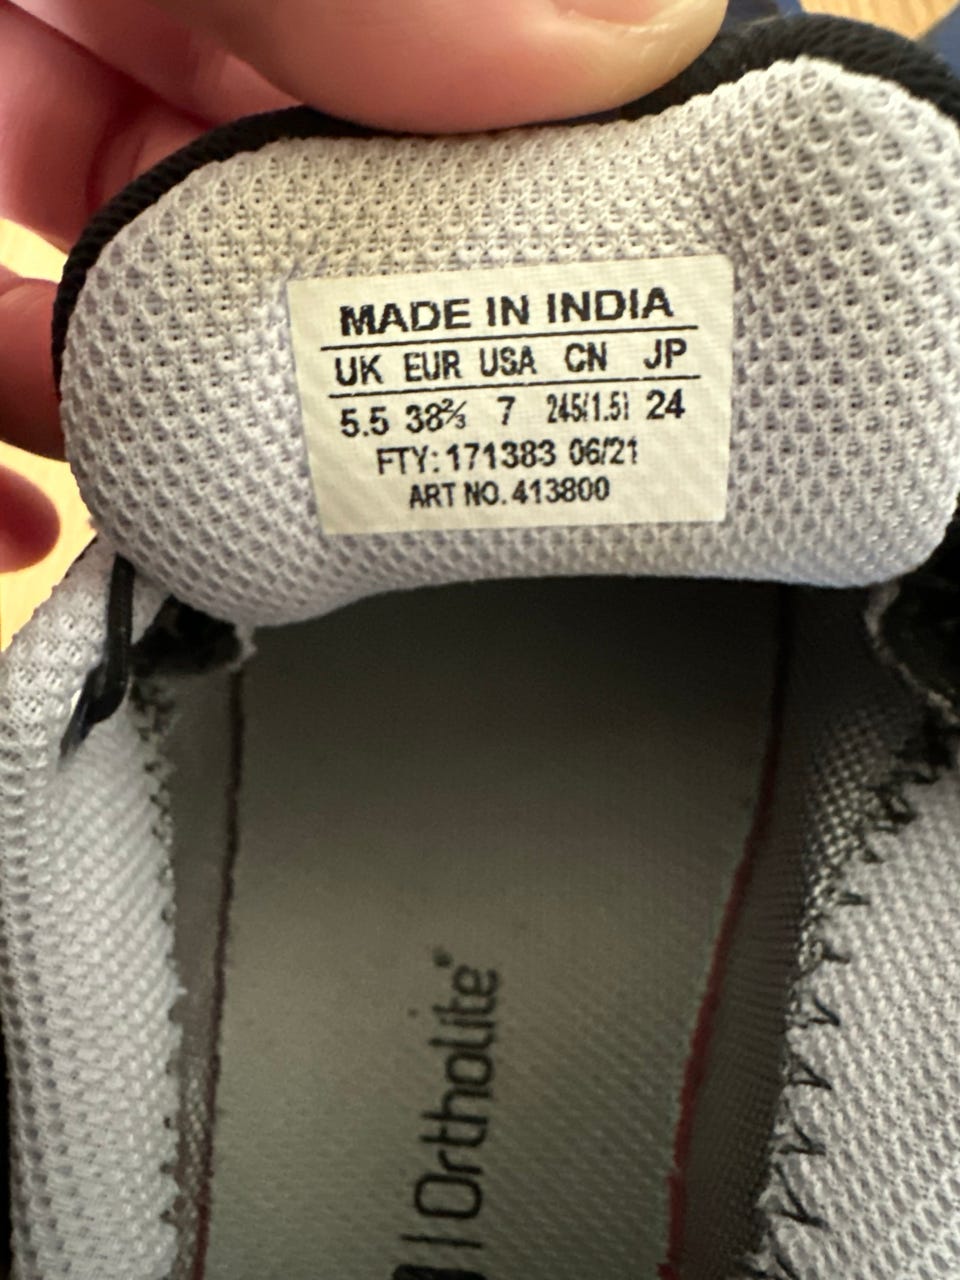 MADE IN INDIA
UK EUR USA CN JP
5.5 38⅔ 7 245(1.5) 24
FTY: 171383 06/21
ART NO. 413800
| Ortholite®